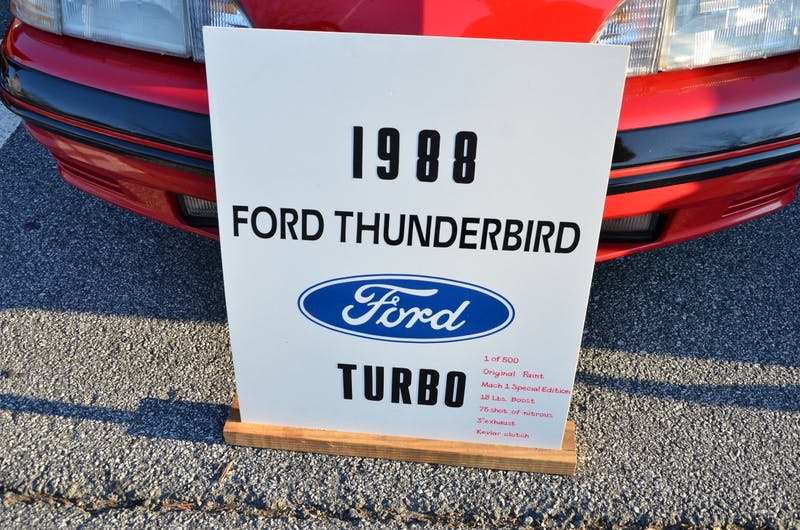 1988
FORD THUNDERBIRD
Ford
TURBO
1 of 500
Original Paint
Mach 1 Special Edition
18 Lbs. Boost
75 shot of nitrous
3" exhaust
Kevlar clutch